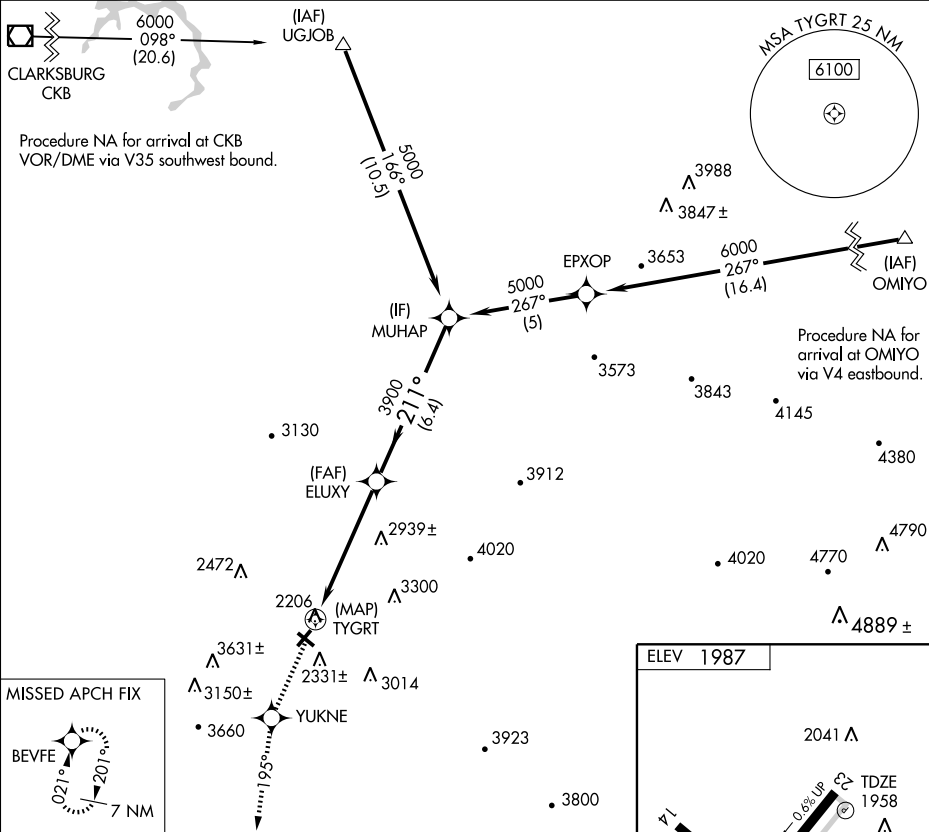 6000
098°
(20.6)
CLARKSBURG
CKB
(IAF)
UGJOB
MSA TYGRT 25 NM
6100
Procedure NA for arrival at CKB
VOR/DME via V35 southwest bound.
5000
166°
(10.5)
3988
3847 ±
3653
EPXOP
6000
267°
(16.4)
(IAF)
OMIYO
5000
267°
(5)
(IF)
MUHAP
Procedure NA for
arrival at OMIYO
via V4 eastbound.
3573
3843
4145
3900
211°
(6.4)
3130
4380
(FAF)
ELUXY
3912
2939±
4020
4790
2472
4020
4770
3300
2206
(MAP)
TYGRT
4889 ±
3631±
2331±
3014
3150±
3660
YUKNE
3923
195°
3800
MISSED APCH FIX
BEVFE
021°
201°
7 NM
ELEV 1987
2041
23
TDZE
1958
0.6% UP
P
14